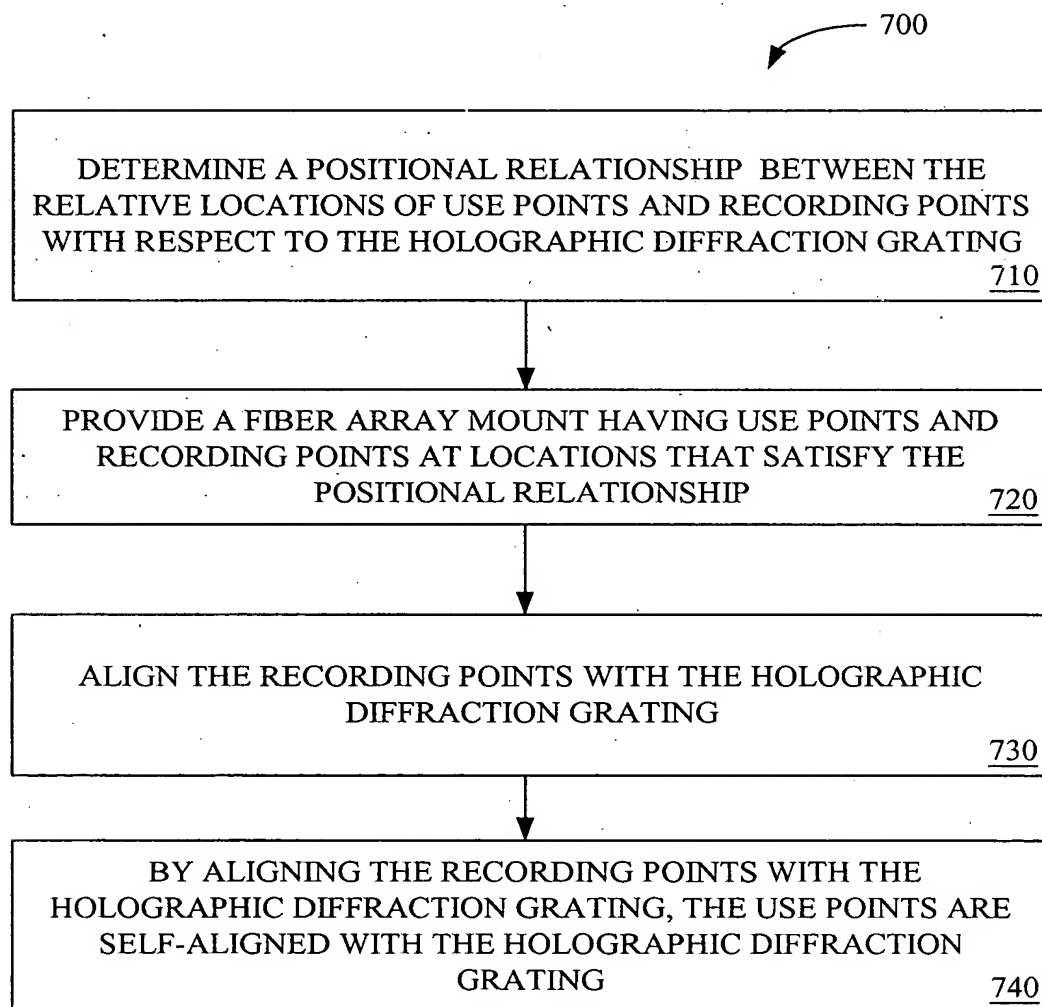 700
DETERMINE A POSITIONAL RELATIONSHIP BETWEEN THE
RELATIVE LOCATIONS OF USE POINTS AND RECORDING POINTS
WITH RESPECT TO THE HOLOGRAPHIC DIFFRACTION GRATING
710
PROVIDE A FIBER ARRAY MOUNT HAVING USE POINTS AND
RECORDING POINTS AT LOCATIONS THAT SATISFY THE
POSITIONAL RELATIONSHIP
720
ALIGN THE RECORDING POINTS WITH THE HOLOGRAPHIC
DIFFRACTION GRATING
730
BY ALIGNING THE RECORDING POINTS WITH THE
HOLOGRAPHIC DIFFRACTION GRATING, THE USE POINTS ARE
SELF-ALIGNED WITH THE HOLOGRAPHIC DIFFRACTION
GRATING
740